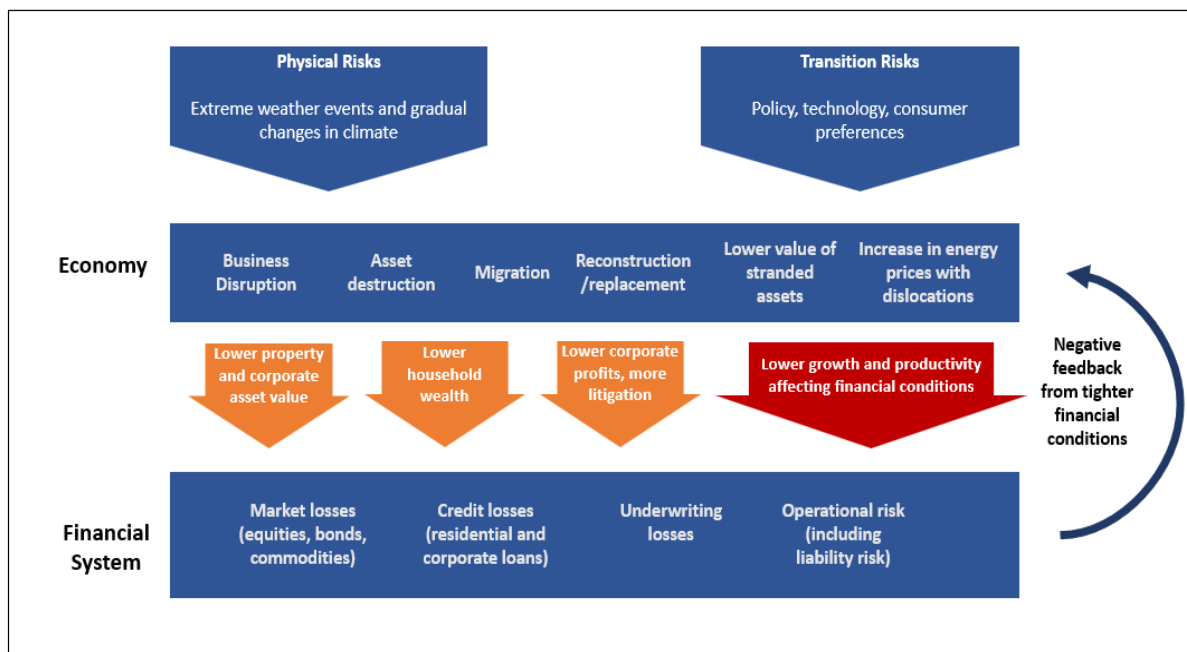 Physical Risks
Extreme weather events and gradual
changes in climate
Transition Risks
Policy, technology, consumer
preferences
Economy
Business
Disruption
Asset
destruction
Migration
Reconstruction
/replacement
Lower value of
stranded
assets
Increase in energy
prices with
dislocations
Lower property
and corporate
asset value
Lower
household
wealth
Lower corporate
profits, more
litigation
Lower growth and productivity
affecting financial conditions
Negative
feedback
from tighter
financial
conditions
Financial
System
Market losses
(equities, bonds,
commodities)
Credit losses
(residential and
corporate loans)
Underwriting
losses
Operational risk
(including
liability risk)